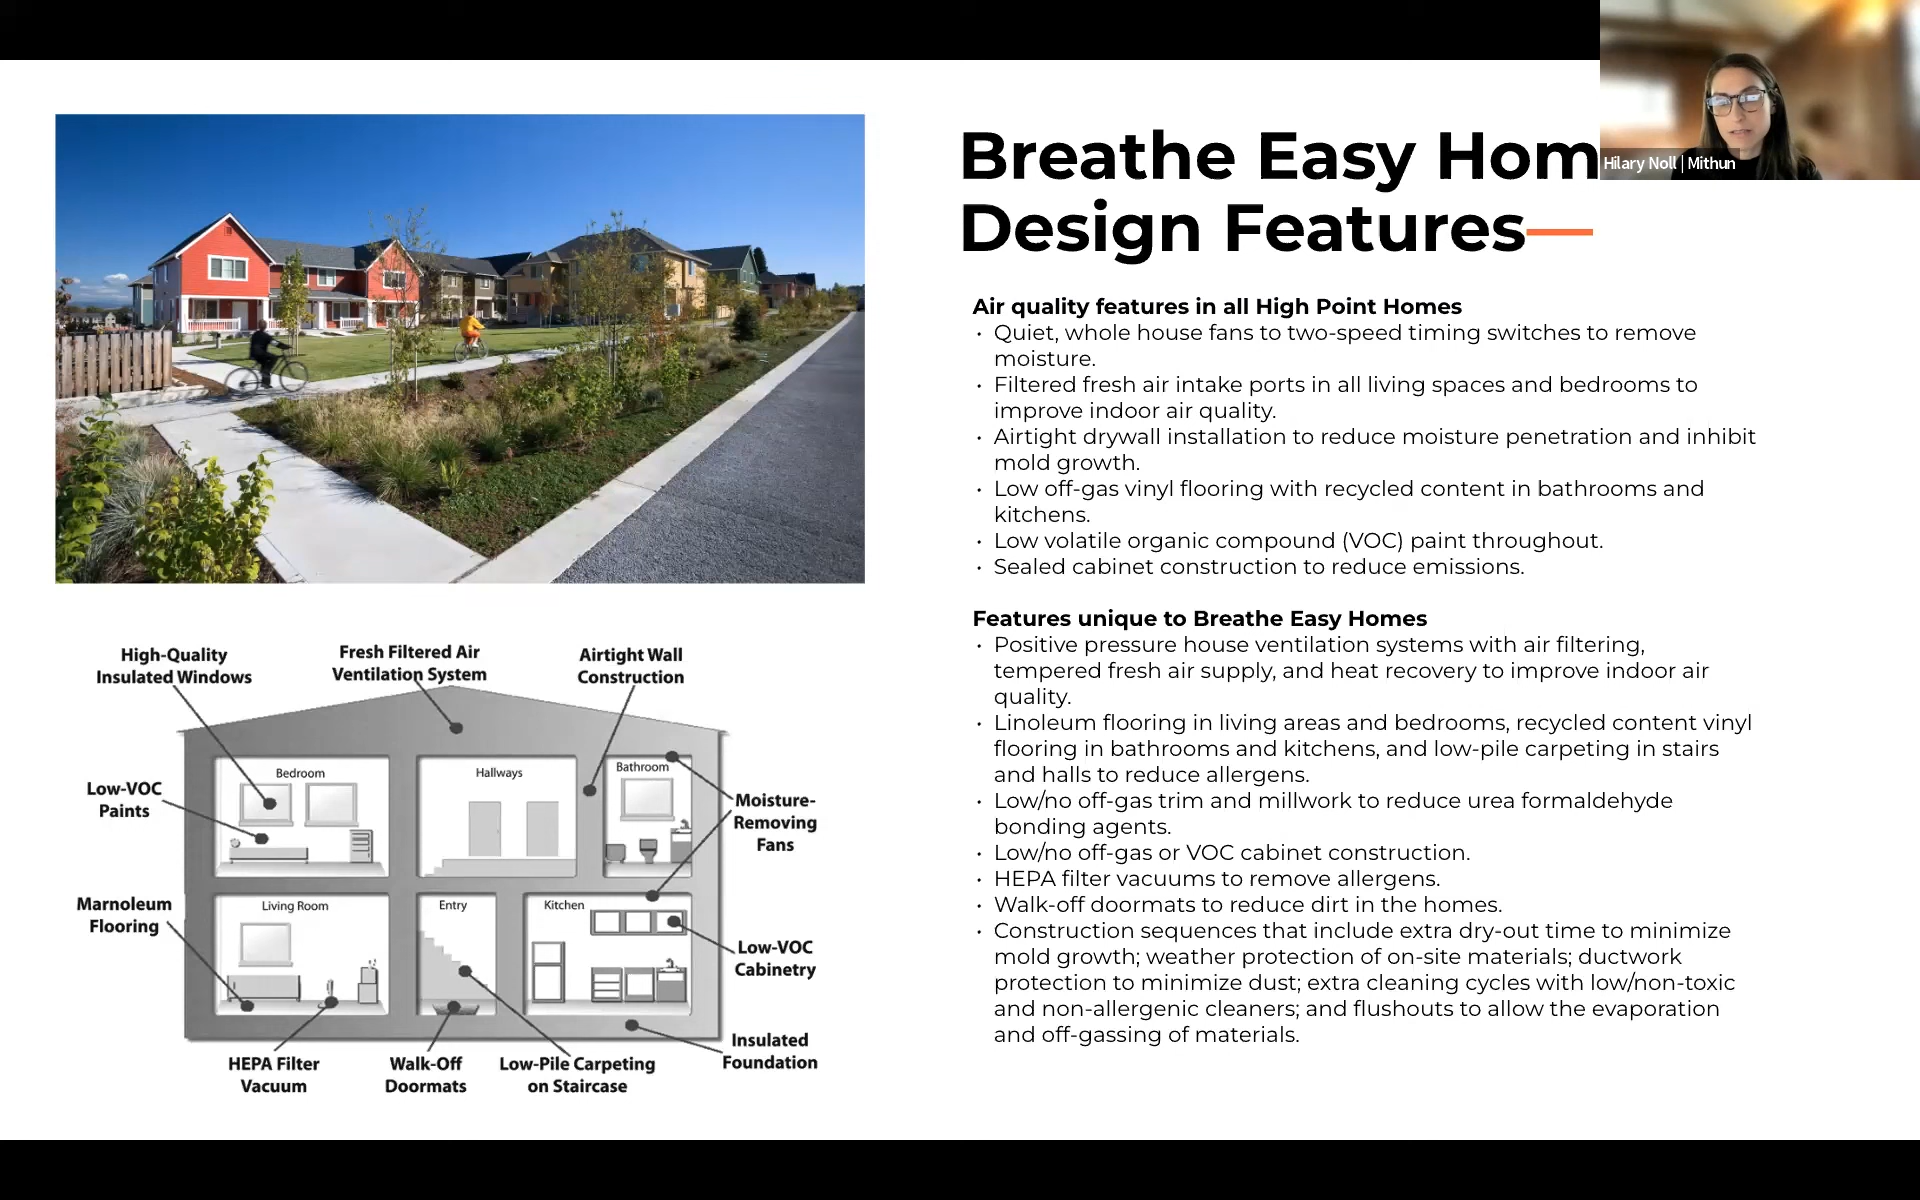 Breathe Easy Hom
Design Features—
Hilary Noll | Mithun
Air quality features in all High Point Homes
• Quiet, whole house fans to two-speed timing switches to remove
moisture.
• Filtered fresh air intake ports in all living spaces and bedrooms to
improve indoor air quality.
• Airtight drywall installation to reduce moisture penetration and inhibit
mold growth.
• Low off-gas vinyl flooring with recycled content in bathrooms and
kitchens.
• Low volatile organic compound (VOC) paint throughout.
• Sealed cabinet construction to reduce emissions.
Features unique to Breathe Easy Homes
• Positive pressure house ventilation systems with air filtering,
tempered fresh air supply, and heat recovery to improve indoor air
quality.
• Linoleum flooring in living areas and bedrooms, recycled content vinyl
flooring in bathrooms and kitchens, and low-pile carpeting in stairs
and halls to reduce allergens.
• Low/no off-gas trim and millwork to reduce urea formaldehyde
bonding agents.
• Low/no off-gas or VOC cabinet construction.
• HEPA filter vacuums to remove allergens.
• Walk-off doormats to reduce dirt in the homes.
• Construction sequences that include extra dry-out time to minimize
mold growth; weather protection of on-site materials; ductwork
protection to minimize dust; extra cleaning cycles with low/non-toxic
and non-allergenic cleaners; and flushouts to allow the evaporation
and off-gassing of materials.
High-Quality
Insulated Windows
Fresh Filtered Air
Ventilation System
Airtight Wall
Construction
Bedroom
Hallways
Bathroom
Low-VOC
Paints
Moisture-
Removing
Fans
Marnoleum
Flooring
Living Room
Entry
Kitchen
Low-VOC
Cabinetry
HEPA Filter
Vacuum
Walk-Off
Doormats
Low-Pile Carpeting
on Staircase
Insulated
Foundation